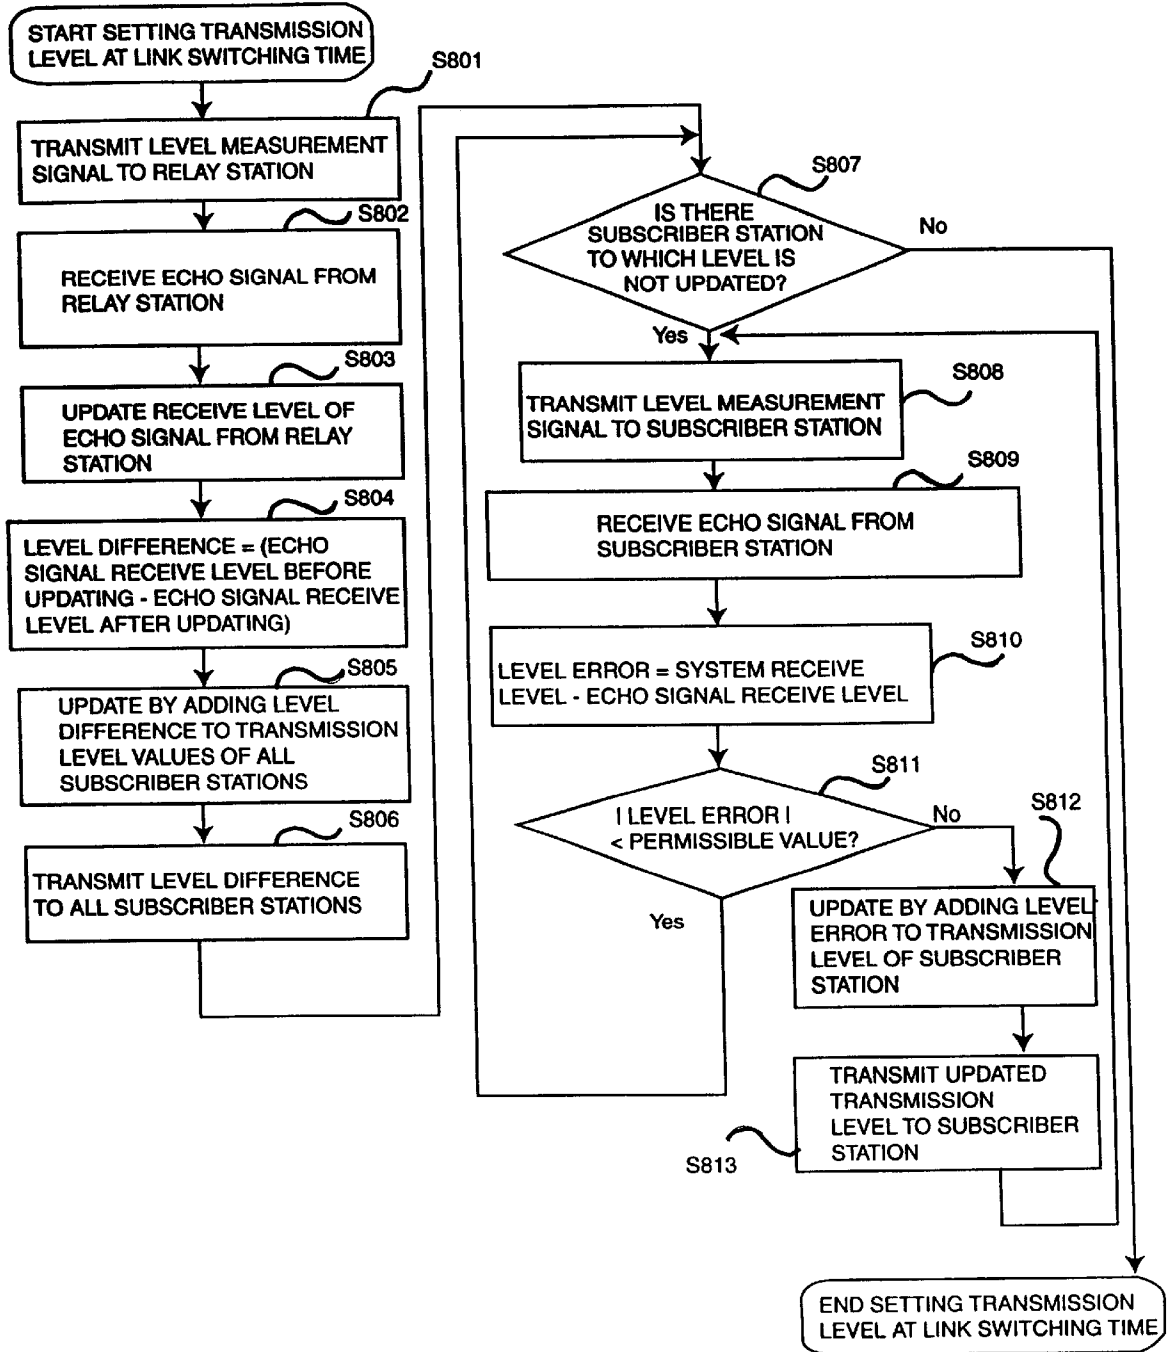 START SETTING TRANSMISSION
LEVEL AT LINK SWITCHING TIME
S801
TRANSMIT LEVEL MEASUREMENT
SIGNAL TO RELAY STATION
S802
RECEIVE ECHO SIGNAL FROM
RELAY STATION
S803
UPDATE RECEIVE LEVEL OF
ECHO SIGNAL FROM RELAY
STATION
S804
LEVEL DIFFERENCE = (ECHO
SIGNAL RECEIVE LEVEL BEFORE
UPDATING - ECHO SIGNAL RECEIVE
LEVEL AFTER UPDATING)
S805
UPDATE BY ADDING LEVEL
DIFFERENCE TO TRANSMISSION
LEVEL VALUES OF ALL
SUBSCRIBER STATIONS
S806
TRANSMIT LEVEL DIFFERENCE
TO ALL SUBSCRIBER STATIONS
S807
IS THERE
SUBSCRIBER STATION
TO WHICH LEVEL IS
NOT UPDATED?
No
Yes
S808
TRANSMIT LEVEL MEASUREMENT
SIGNAL TO SUBSCRIBER STATION
S809
RECEIVE ECHO SIGNAL FROM
SUBSCRIBER STATION
S810
LEVEL ERROR = SYSTEM RECEIVE
LEVEL - ECHO SIGNAL RECEIVE LEVEL
S811
I LEVEL ERROR I
< PERMISSIBLE VALUE?
No
Yes
S812
UPDATE BY ADDING LEVEL
ERROR TO TRANSMISSION
LEVEL OF SUBSCRIBER
STATION
TRANSMIT UPDATED
TRANSMISSION
LEVEL TO SUBSCRIBER
STATION
S813
END SETTING TRANSMISSION
LEVEL AT LINK SWITCHING TIME